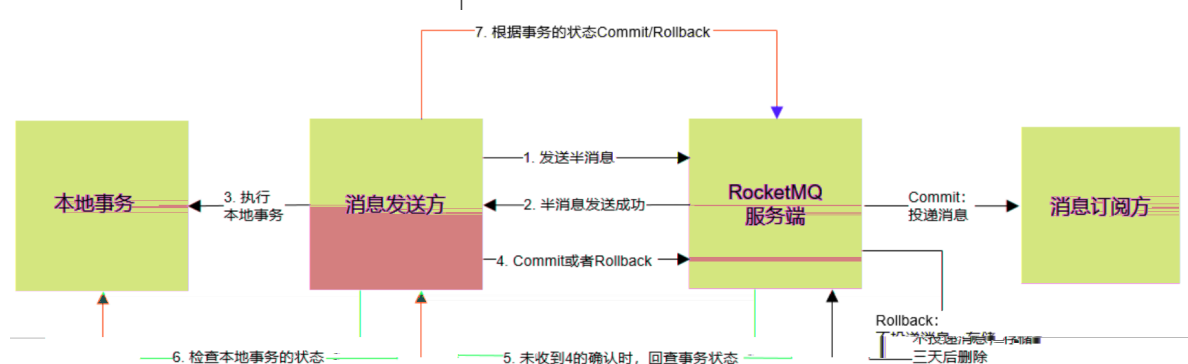 7. 根据事务的状态Commit/Rollback
本地事务
3. 执行
本地事务
消息发送方
1. 发送半消息
2. 半消息发送成功
4. Commit或者Rollback
RocketMQ
服务端
Commit:
投递消息
消息订阅方
Rollback:
不投递消息
三天后删除
6. 检查本地事务的状态
5. 未收到4的确认时，回查事务状态